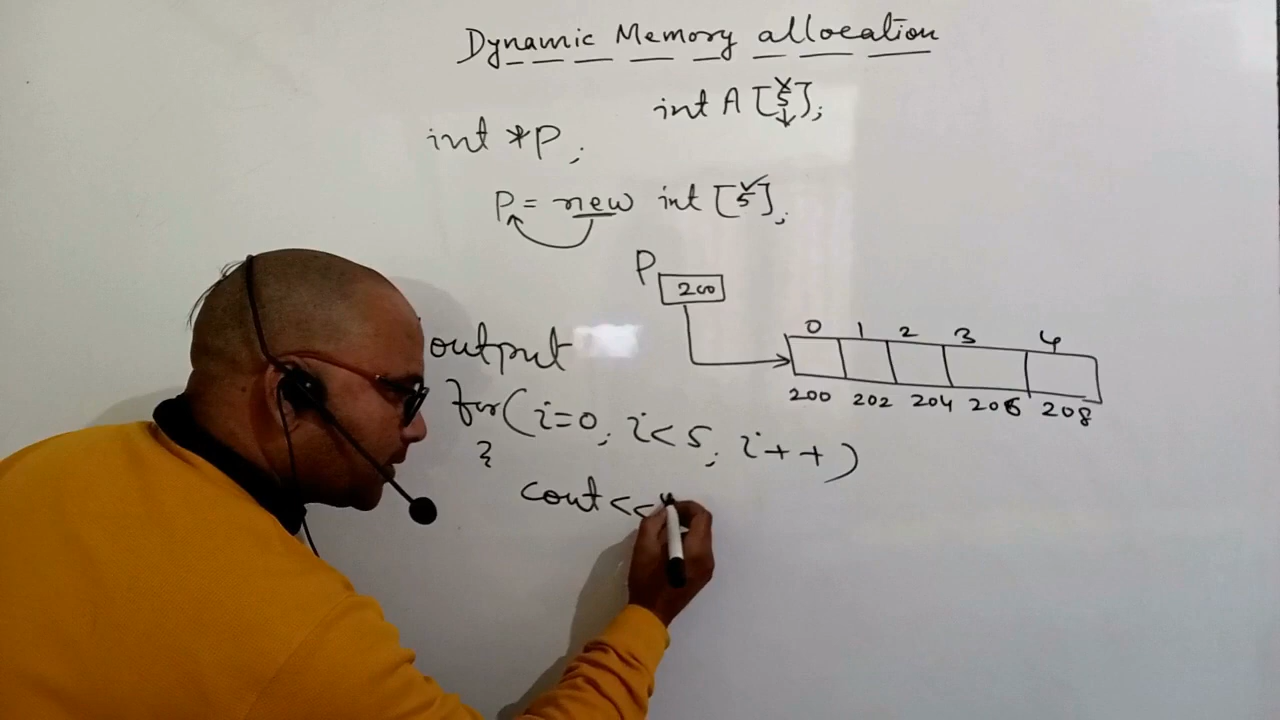 Dynamic Memory allocation
int A [5];
int *P;
P = new int [5];
P
200
0 1 2 3 4
200 202 204 206 208
output
for(i=0; i<5; i++)
{
cout<<"